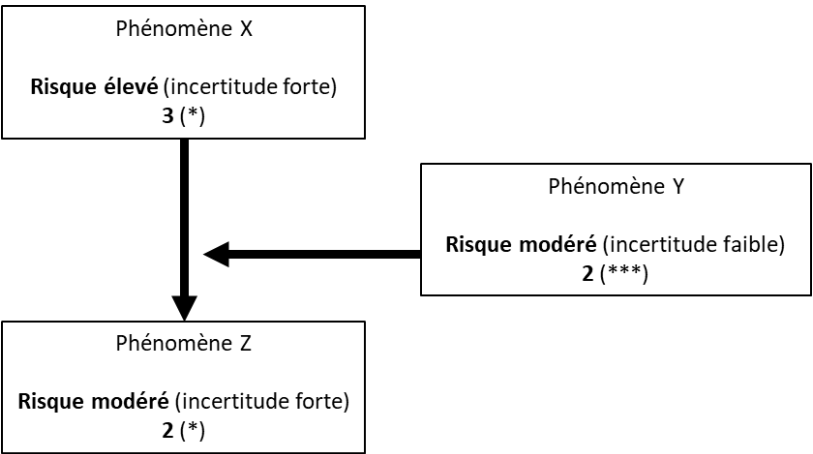 Phénomène X
Risque élevé (incertitude forte)
3 (*)
Phénomène Y
Risque modéré (incertitude faible)
2 (***)
Phénomène Z
Risque modéré (incertitude forte)
2 (*)